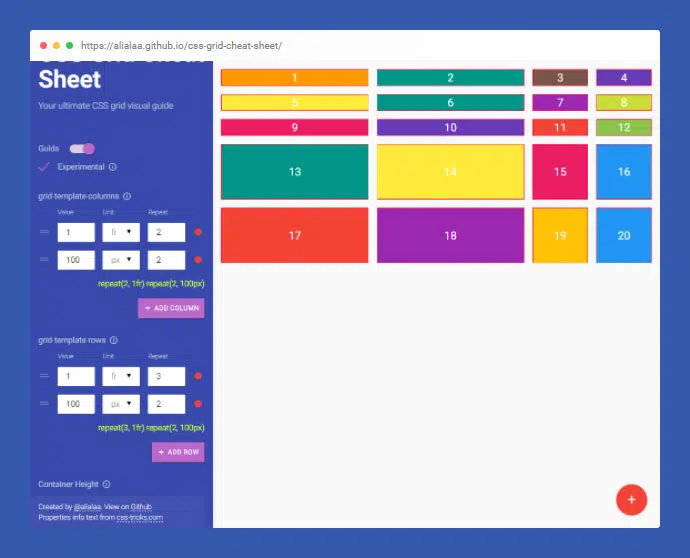 https://alialaa.github.io/css-grid-cheat-sheet/
CSS Grid Cheat
Sheet
Your ultimate CSS grid visual guide
Guids
Experimental
grid-template-columns
Value Unit Repeat
1 fr 2
100 px 2
repeat(2, 1fr) repeat(2, 100px)
+ ADD COLUMN
grid-template-rows
Value Unit Repeat
1 fr 3
100 px 2
repeat(3, 1fr) repeat(2, 100px)
+ ADD ROW
Container Height
Created by @alialaa. View on Github
Properties info text from css-tricks.com
1 2 3 4
5 6 7 8
9 10 11 12
13 14 15 16
17 18 19 20
+